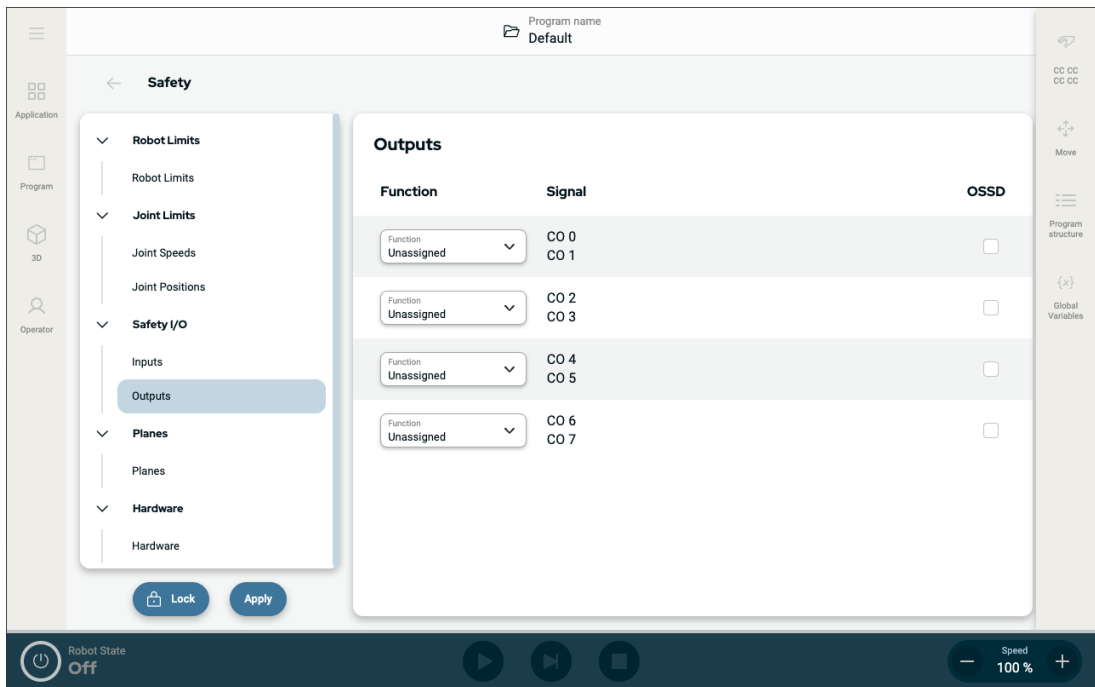 Program name
Default
Application
Program
3D
Operator
Safety
Robot Limits
Robot Limits
Joint Limits
Joint Speeds
Joint Positions
Safety I/O
Inputs
Outputs
Planes
Planes
Hardware
Hardware
Lock
Apply
Outputs
Function
Signal
OSSD
Function
Unassigned
CO 0
CO 1
Function
Unassigned
CO 2
CO 3
Function
Unassigned
CO 4
CO 5
Function
Unassigned
CO 6
CO 7
CC CC
CC CC
Move
Program
structure
{x}
Global
Variables
Robot State
Off
Speed
100 %